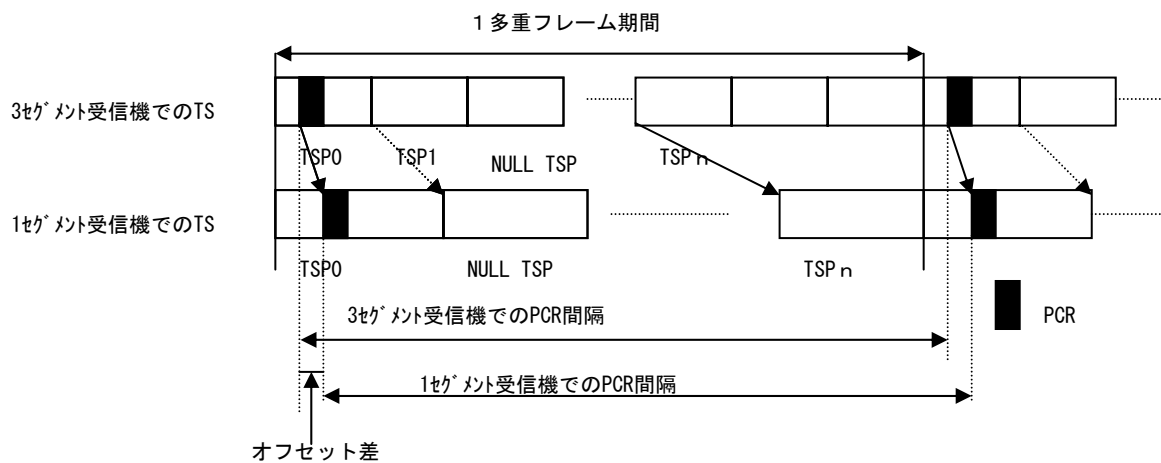 1多重フレーム期間
3ｾｸﾞﾒﾝﾄ受信機でのTS
TSP0 TSP1 NULL TSP TSPn
1ｾｸﾞﾒﾝﾄ受信機でのTS
TSP0 NULL TSP TSPn
3ｾｸﾞﾒﾝﾄ受信機でのPCR間隔
PCR
1ｾｸﾞﾒﾝﾄ受信機でのPCR間隔
オフセット差